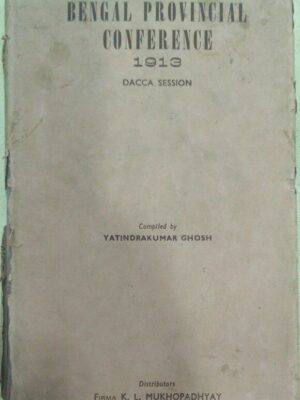 BENGAL PROVINCIAL
CONFERENCE
1913
DACCA SESSION
Compiled by
YATINDRAKUMAR GHOSH
Distributors
FIRMA K. L. MUKHOPADHYAY